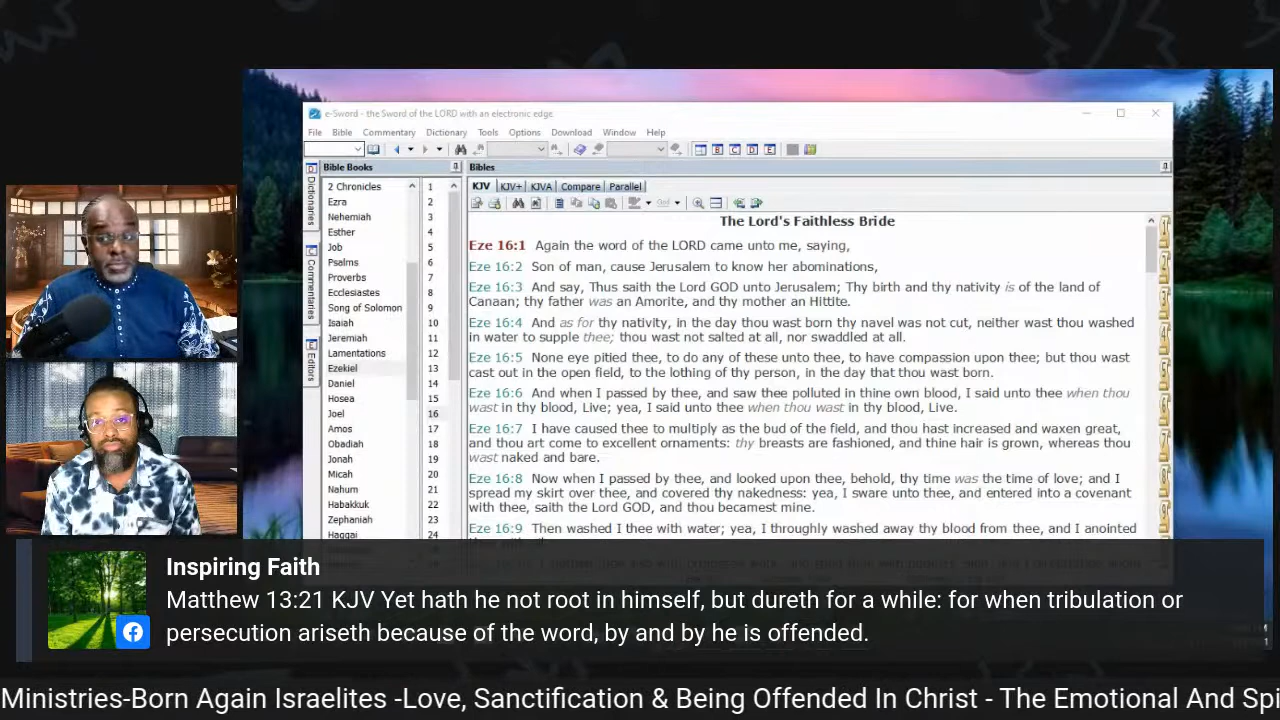 e-Sword - the Sword of the LORD with an electronic edge
File Bible Commentary Dictionary Tools Options Download Window Help
B C D E
Bible Books
Bibles
Dictionaries
Commentaries
Editors
2 Chronicles
Ezra
Nehemiah
Esther
Job
Psalms
Proverbs
Ecclesiastes
Song of Solomon
Isaiah
Jeremiah
Lamentations
Ezekiel
Daniel
Hosea
Joel
Amos
Obadiah
Jonah
Micah
Nahum
Habakkuk
Zephaniah
Haggai
1
2
3
4
5
6
7
8
9
10
11
12
13
14
15
16
17
18
19
20
21
22
23
24
KJV KJV+ KJVA Compare Parallel
The Lord's Faithless Bride
Eze 16:1 Again the word of the LORD came unto me, saying,
Eze 16:2 Son of man, cause Jerusalem to know her abominations,
Eze 16:3 And say, Thus saith the Lord GOD unto Jerusalem; Thy birth and thy nativity is of the land of
Canaan; thy father was an Amorite, and thy mother an Hittite.
Eze 16:4 And as for thy nativity, in the day thou wast born thy navel was not cut, neither wast thou washed
in water to supple thee; thou wast not salted at all, nor swaddled at all.
Eze 16:5 None eye pitied thee, to do any of these unto thee, to have compassion upon thee; but thou wast
cast out in the open field, to the lothing of thy person, in the day that thou wast born.
Eze 16:6 And when I passed by thee, and saw thee polluted in thine own blood, I said unto thee when thou
wast in thy blood, Live; yea, I said unto thee when thou wast in thy blood, Live.
Eze 16:7 I have caused thee to multiply as the bud of the field, and thou hast increased and waxen great,
and thou art come to excellent ornaments: thy breasts are fashioned, and thine hair is grown, whereas thou
wast naked and bare.
Eze 16:8 Now when I passed by thee, and looked upon thee, behold, thy time was the time of love; and I
spread my skirt over thee, and covered thy nakedness: yea, I sware unto thee, and entered into a covenant
with thee, saith the Lord GOD, and thou becamest mine.
Eze 16:9 Then washed I thee with water; yea, I throughly washed away thy blood from thee, and I anointed
Inspiring Faith
Matthew 13:21 KJV Yet hath he not root in himself, but dureth for a while: for when tribulation or
persecution ariseth because of the word, by and by he is offended.
Ministries-Born Again Israelites -Love, Sanctification & Being Offended In Christ - The Emotional And Spi